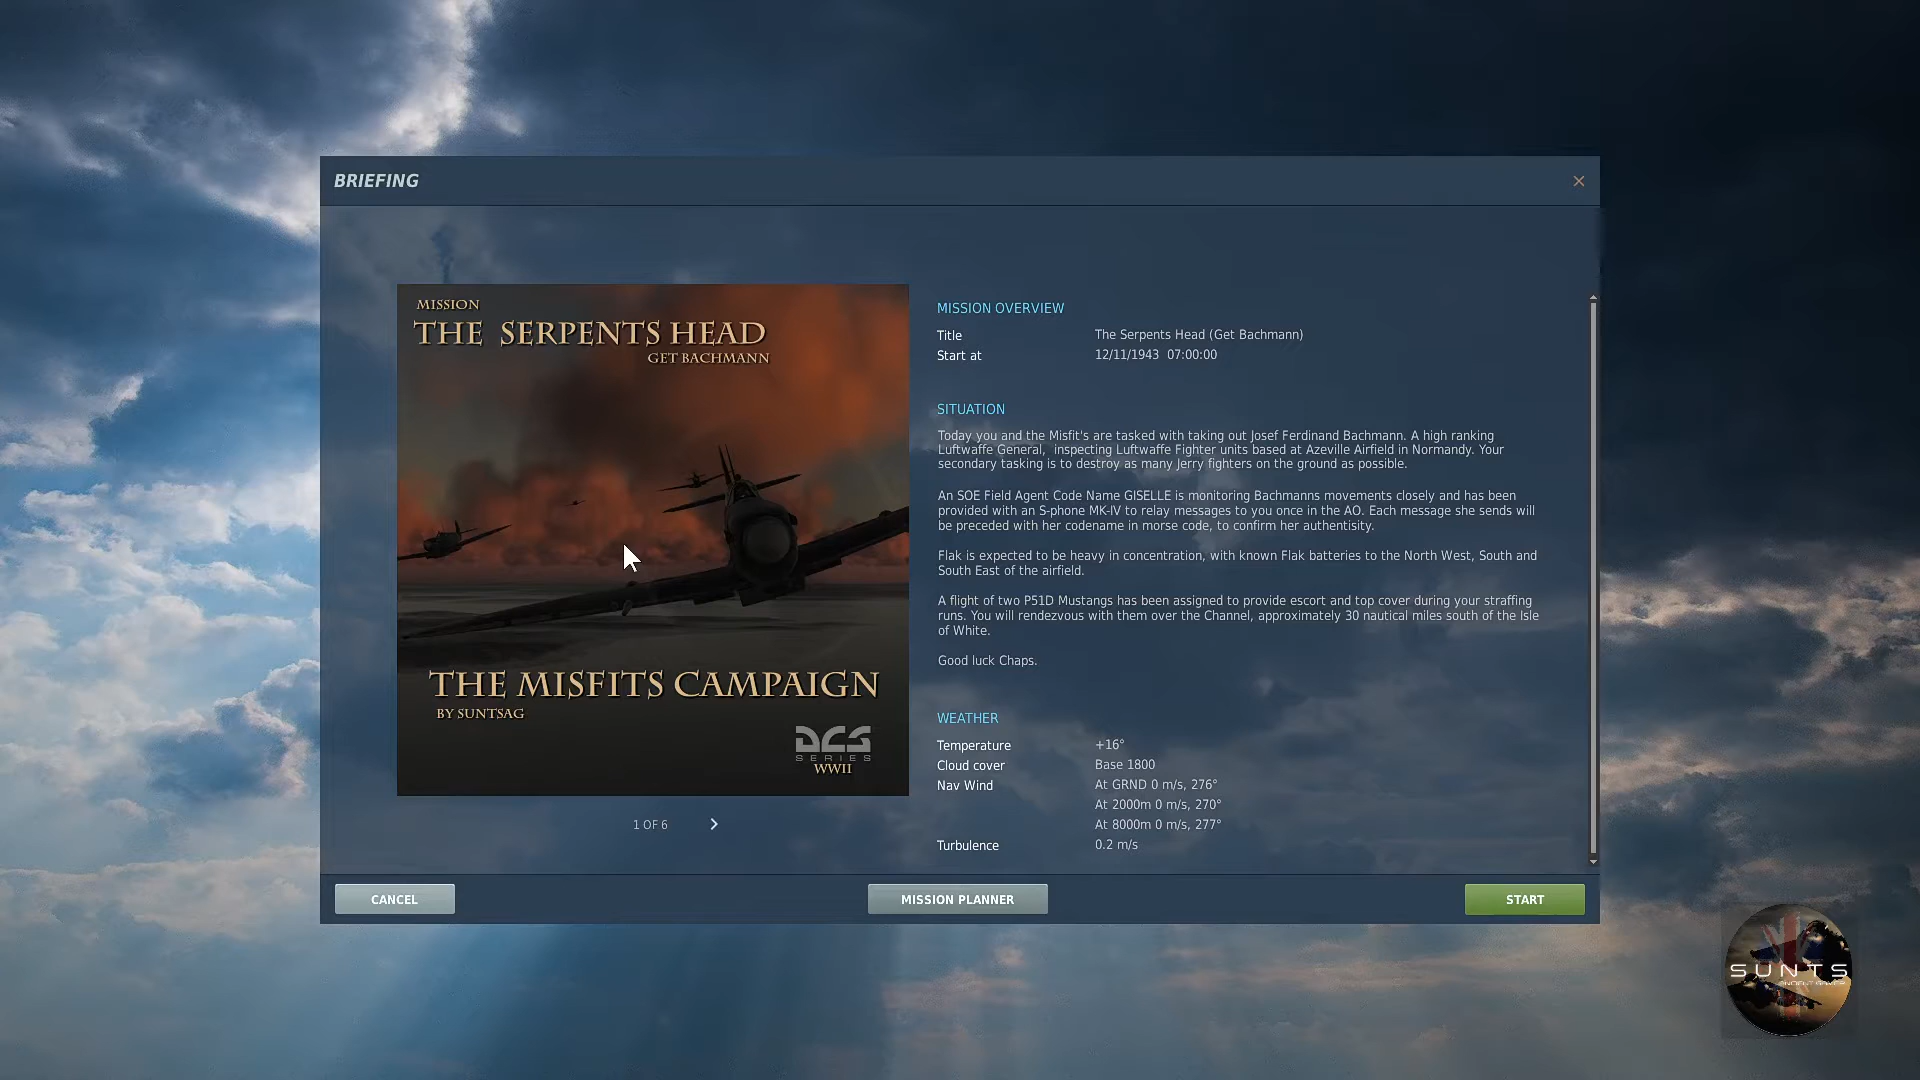 BRIEFING
MISSION
THE SERPENTS HEAD
GET BACHMANN
THE MISFITS CAMPAIGN
BY SUNTSAG
DCS
SERIES
WWII
1 OF 6
MISSION OVERVIEW
Title The Serpents Head (Get Bachmann)
Start at 12/11/1943 07:00:00
SITUATION
Today you and the Misfit's are tasked with taking out Josef Ferdinand Bachmann. A high ranking
Luftwaffe General, inspecting Luftwaffe Fighter units based at Azeville Airfield in Normandy. Your
secondary tasking is to destroy as many Jerry fighters on the ground as possible.
An SOE Field Agent Code Name GISELLE is monitoring Bachmanns movements closely and has been
provided with an S-phone MK-IV to relay messages to you once in the AO. Each message she sends will
be preceded with her codename in morse code, to confirm her authentisity.
Flak is expected to be heavy in concentration, with known Flak batteries to the North West, South and
South East of the airfield.
A flight of two P51D Mustangs has been assigned to provide escort and top cover during your straffing
runs. You will rendezvous with them over the Channel, approximately 30 nautical miles south of the Isle
of White.
Good luck Chaps.
WEATHER
Temperature +16°
Cloud cover Base 1800
Nav Wind At GRND 0 m/s, 276°
At 2000m 0 m/s, 270°
At 8000m 0 m/s, 277°
Turbulence 0.2 m/s
CANCEL
MISSION PLANNER
START
SUNTS
ANCIENT GAMER